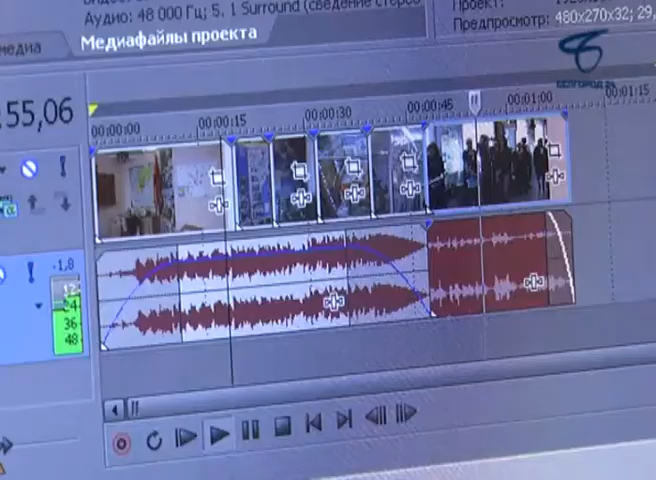 Аудио: 48 000 Гц; 5. 1 Surround (сведение стерео
Проект:
Предпросмотр: 480x270x32; 29,
медиа
Медиафайлы проекта
БЕЛГОРОД 24
:55,06
00:00:00
00:00:15
00:00:30
00:00:45
00:01:00
00:01:15
-1,8
12
24
36
48